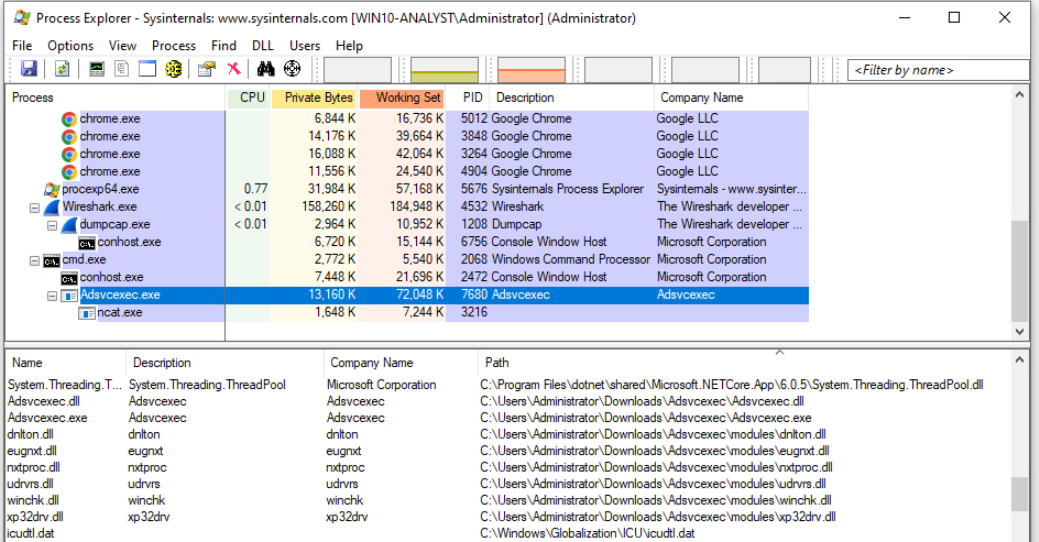 Process Explorer - Sysinternals: www.sysinternals.com [WIN10-ANALYST\Administrator] (Administrator)
File Options View Process Find DLL Users Help
<Filter by name>
Process CPU Private Bytes Working Set PID Description Company Name
chrome.exe 6,844 K 16,736 K 5012 Google Chrome Google LLC
chrome.exe 14,176 K 39,664 K 3848 Google Chrome Google LLC
chrome.exe 16,088 K 42,064 K 3264 Google Chrome Google LLC
chrome.exe 11,556 K 24,540 K 4904 Google Chrome Google LLC
procexp64.exe 0.77 31,984 K 57,168 K 5676 Sysinternals Process Explorer Sysinternals - www.sysinter...
Wireshark.exe < 0.01 158,260 K 184,948 K 4532 Wireshark The Wireshark developer ...
dumpcap.exe < 0.01 2,964 K 10,952 K 1208 Dumpcap The Wireshark developer ...
conhost.exe 6,720 K 15,144 K 6756 Console Window Host Microsoft Corporation
cmd.exe 2,772 K 5,540 K 2068 Windows Command Processor Microsoft Corporation
conhost.exe 7,448 K 21,696 K 2472 Console Window Host Microsoft Corporation
Adsvcexec.exe 13,160 K 72,048 K 7680 Adsvcexec Adsvcexec
ncat.exe 1,648 K 7,244 K 3216
Name Description Company Name Path
System.Threading.T... System.Threading.ThreadPool Microsoft Corporation C:\Program Files\dotnet\shared\Microsoft.NETCore.App\6.0.5\System.Threading.ThreadPool.dll
Adsvcexec.dll Adsvcexec Adsvcexec C:\Users\Administrator\Downloads\Adsvcexec\Adsvcexec.dll
Adsvcexec.exe Adsvcexec Adsvcexec C:\Users\Administrator\Downloads\Adsvcexec\Adsvcexec.exe
dnlton.dll dnlton dnlton C:\Users\Administrator\Downloads\Adsvcexec\modules\dnlton.dll
eugnxt.dll eugnxt eugnxt C:\Users\Administrator\Downloads\Adsvcexec\modules\eugnxt.dll
nxtproc.dll nxtproc nxtproc C:\Users\Administrator\Downloads\Adsvcexec\modules\nxtproc.dll
udrvrs.dll udrvrs udrvrs C:\Users\Administrator\Downloads\Adsvcexec\modules\udrvrs.dll
winchk.dll winchk winchk C:\Users\Administrator\Downloads\Adsvcexec\modules\winchk.dll
xp32drv.dll xp32drv xp32drv C:\Users\Administrator\Downloads\Adsvcexec\modules\xp32drv.dll
icudtl.dat C:\Windows\Globalization\ICU\icudtl.dat